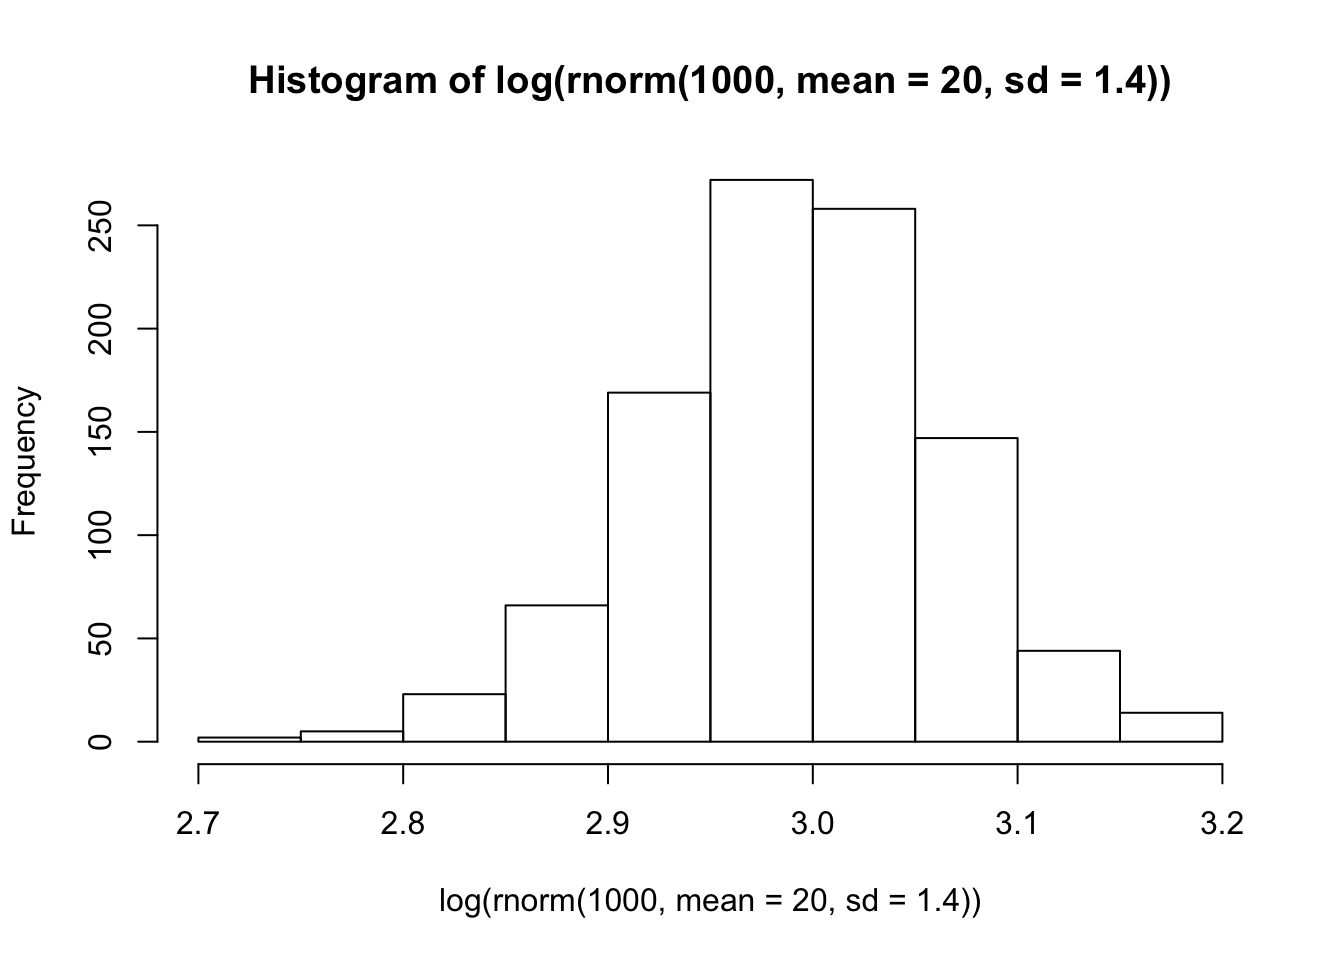 Histogram of log(rnorm(1000, mean = 20, sd = 1.4))
Frequency
250
200
150
100
50
0
2.7 2.8 2.9 3.0 3.1 3.2
log(rnorm(1000, mean = 20, sd = 1.4))